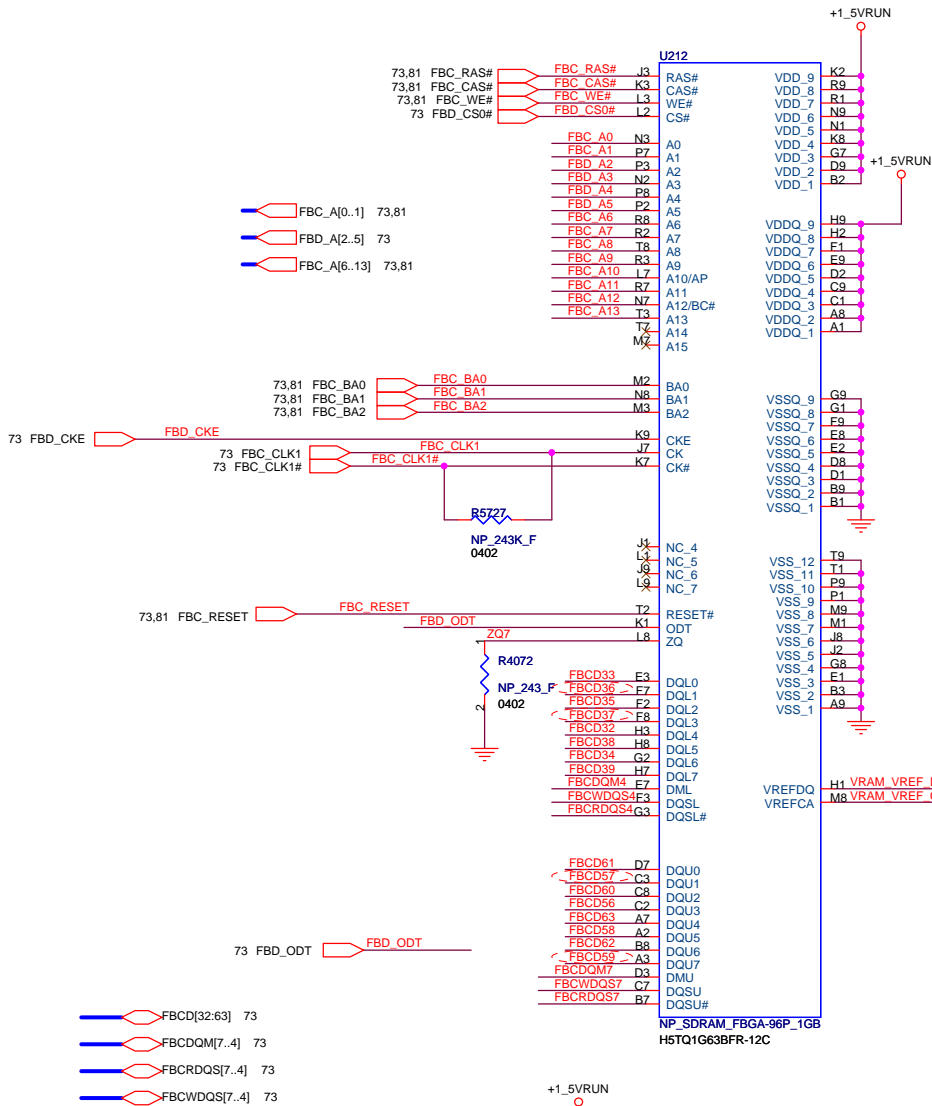 +1_5VRUN
U212
73,81 FBC_RAS# FBC_RAS# J3 RAS# VDD_9 K2
73,81 FBC_CAS# FBC_CAS# K3 CAS# VDD_8 R9
73,81 FBC_WE# FBC_WE# L3 WE# VDD_7 R1
73 FBD_CS0# FBD_CS0# L2 CS# VDD_6 N9
VDD_5 N1
FBC_A0 N3 A0 VDD_4 K8
FBC_A1 P7 A1 VDD_3 G7
FBD_A2 P3 A2 VDD_2 D9
FBD_A3 N2 A3 VDD_1 B2
+1_5VRUN
FBD_A4 P8 A4
FBD_A5 P2 A5
FBC_A[0..1] 73,81
FBC_A6 R8 A6 VDDQ_9 H9
FBC_A7 R2 A7 VDDQ_8 H2
FBD_A[2..5] 73
FBC_A8 T8 A8 VDDQ_7 F1
FBC_A9 R3 A9 VDDQ_6 E9
FBC_A[6..13] 73,81
FBC_A10 L7 A10/AP VDDQ_5 D2
FBC_A11 R7 A11 VDDQ_4 C9
FBC_A12 N7 A12/BC# VDDQ_3 C1
FBC_A13 T3 A13 VDDQ_2 A8
T7 A14 VDDQ_1 A1
M7 A15
73,81 FBC_BA0 FBC_BA0 M2 BA0
73,81 FBC_BA1 FBC_BA1 N8 BA1 VSSQ_9 G9
73,81 FBC_BA2 FBC_BA2 M3 BA2 VSSQ_8 G1
VSSQ_7 F9
73 FBD_CKE FBD_CKE K9 CKE VSSQ_6 E8
73 FBC_CLK1 FBC_CLK1 J7 CK VSSQ_5 E2
73 FBC_CLK1# FBC_CLK1# K7 CK# VSSQ_4 D8
VSSQ_3 D1
VSSQ_2 B9
VSSQ_1 B1
R5727
NP_243K_F
0402
J1 NC_4
L1 NC_5 VSS_12 T9
J9 NC_6 VSS_11 T1
L9 NC_7 VSS_10 P9
VSS_9 P1
73,81 FBC_RESET FBC_RESET T2 RESET# VSS_8 M9
FBD_ODT K1 ODT VSS_7 M1
1 ZQ7 L8 ZQ VSS_6 J8
VSS_5 J2
R4072
VSS_4 G8
NP_243_F
0402
2
FBCD33 E3 DQL0 VSS_3 E1
FBCD36 F7 DQL1 VSS_2 B3
FBCD35 F2 DQL2 VSS_1 A9
FBCD37 F8 DQL3
FBCD32 H3 DQL4
FBCD38 H8 DQL5
FBCD34 G2 DQL6
FBCD39 H7 DQL7
FBCDQM4 E7 DML VREFDQ H1
FBCWDQS4 F3 DQSL VREFCA M8
FBCRDQS4 G3 DQSL#
FBCD61 D7 DQU0
FBCD57 C3 DQU1
FBCD60 C8 DQU2
FBCD56 C2 DQU3
FBCD63 A7 DQU4
FBCD58 A2 DQU5
FBCD62 B8 DQU6
73 FBD_ODT FBD_ODT
FBCD59 A3 DQU7
FBCDQM7 D3 DMU
FBCWDQS7 C7 DQSU
FBCRDQS7 B7 DQSU#
FBCD[32:63] 73
NP_SDRAM_FBGA-96P_1GB
H5TQ1G63BFR-12C
FBCDQM[7..4] 73
FBCRDQS[7..4] 73
FBCWDQS[7..4] 73
+1_5VRUN